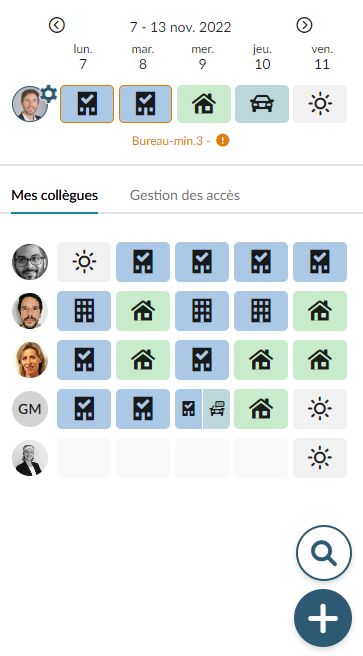 7 - 13 nov. 2022
lun. mar. mer. jeu. ven.
7 8 9 10 11
Bureau-min.3 -
Mes collègues Gestion des accès
GM